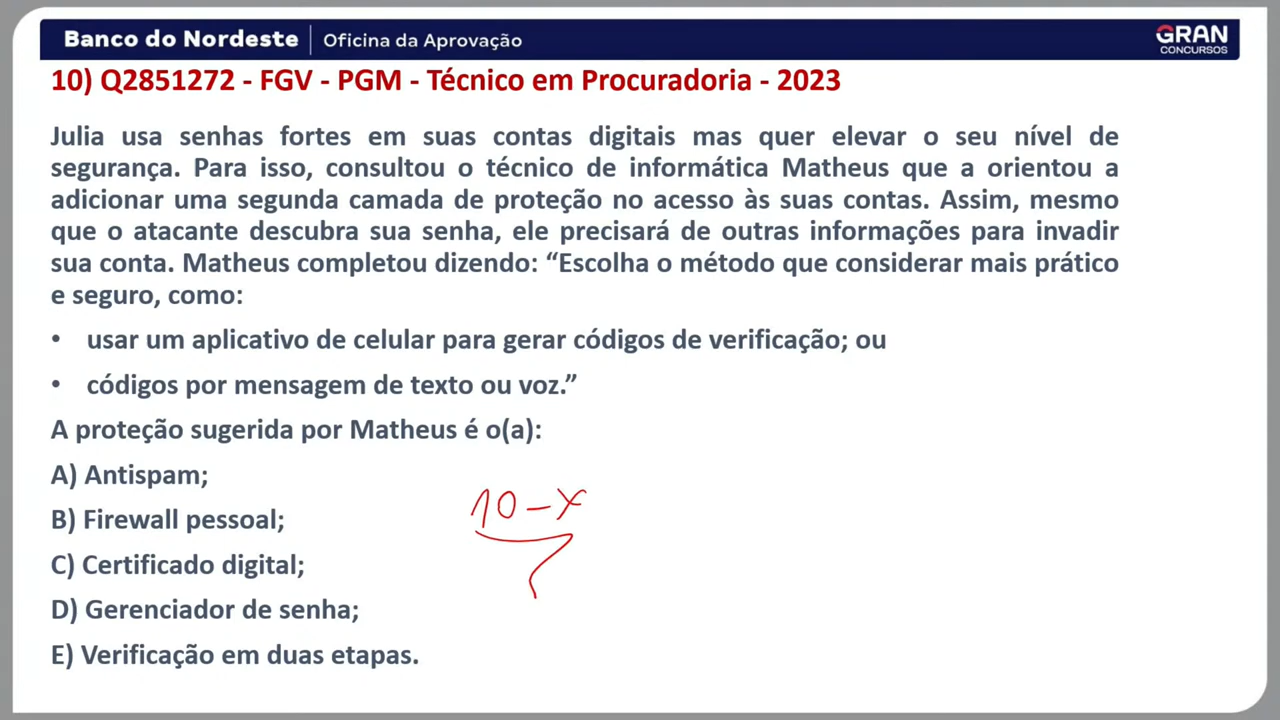 Banco do Nordeste | Oficina da Aprovação
GRAN
CONCURSOS
10) Q2851272 - FGV - PGM - Técnico em Procuradoria - 2023
Julia usa senhas fortes em suas contas digitais mas quer elevar o seu nível de
segurança. Para isso, consultou o técnico de informática Matheus que a orientou a
adicionar uma segunda camada de proteção no acesso às suas contas. Assim, mesmo
que o atacante descubra sua senha, ele precisará de outras informações para invadir
sua conta. Matheus completou dizendo: “Escolha o método que considerar mais prático
e seguro, como:
• usar um aplicativo de celular para gerar códigos de verificação; ou
• códigos por mensagem de texto ou voz.”
A proteção sugerida por Matheus é o(a):
A) Antispam;
B) Firewall pessoal;
10 - x
C) Certificado digital;
D) Gerenciador de senha;
E) Verificação em duas etapas.